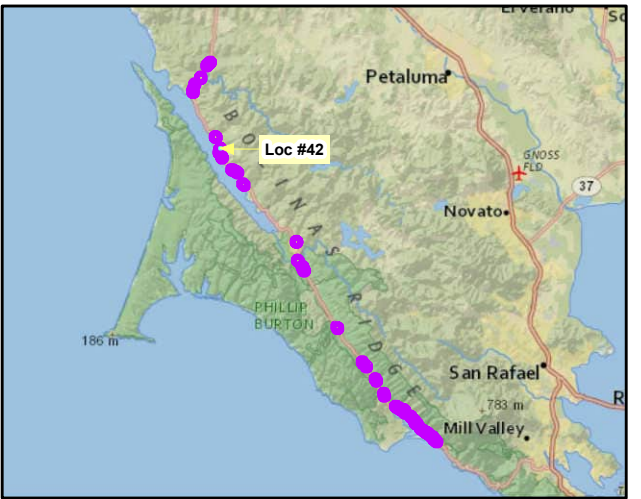 El Verano
Petaluma
BOLINAS RIDGE
Loc #42
GNOSS
FLD
37
Novato
PHILLIP
BURTON
186 m
San Rafael
783 m
Mill Valley